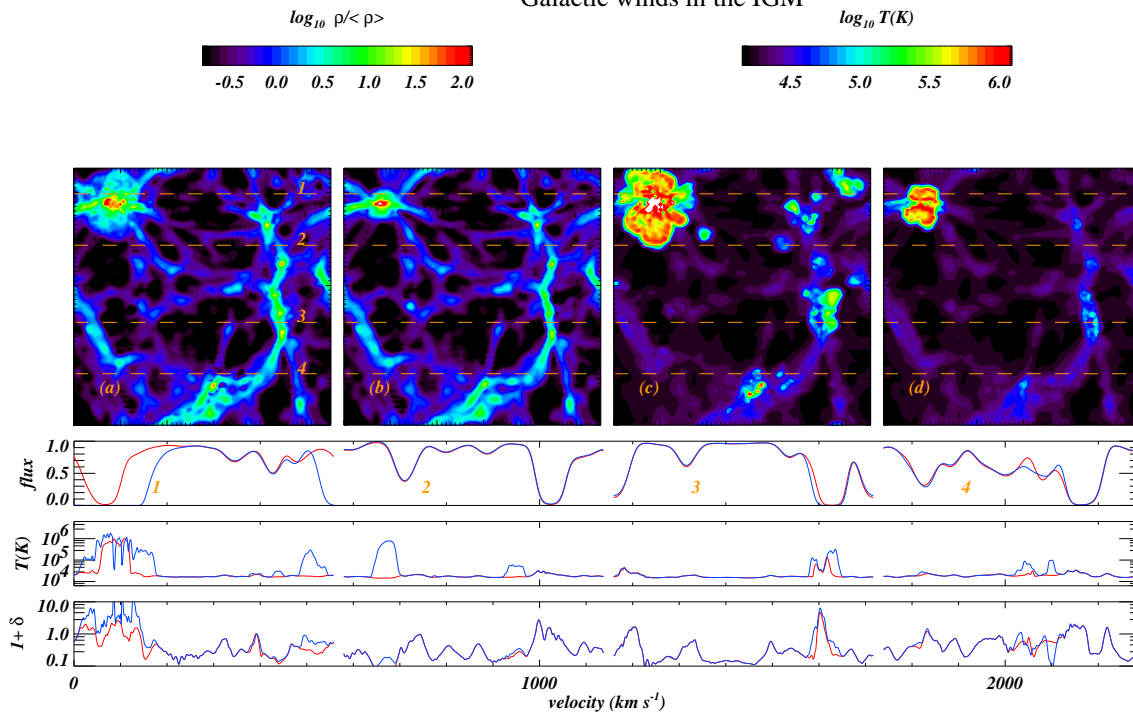 Galactic winds in the IGM
log10 ρ/< ρ>
log10 T(K)
-0.5 0.0 0.5 1.0 1.5 2.0
4.5 5.0 5.5 6.0
1
2
3
4
(a) (b) (c) (d)
flux
1.0
0.5
0.0
1 2 3 4
T(K)
10^6
10^5
10^4
1+ δ
10.0
1.0
0.1
0 1000 2000
velocity (km s^-1)